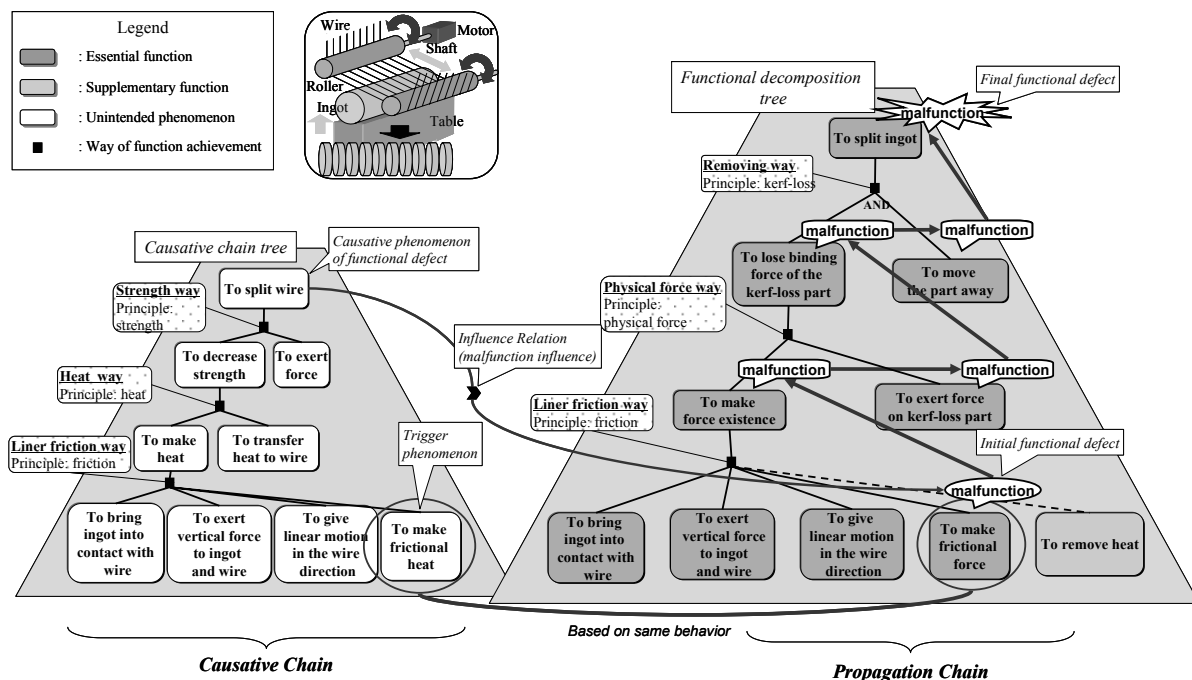 Legend
: Essential function
: Supplementary function
: Unintended phenomenon
: Way of function achievement
Wire
Motor
Shaft
Roller
Ingot
Table
Functional decomposition
tree
Final functional defect
malfunction
To split ingot
Removing way
Principle: kerf-loss
AND
malfunction
malfunction
To lose binding
force of the
kerf-loss part
To move
the part away
Physical force way
Principle:
physical force
malfunction
malfunction
To make
force existence
To exert force
on kerf-loss part
Liner friction way
Principle: friction
Initial functional defect
malfunction
To bring
ingot into
contact with
wire
To exert
vertical force
to ingot
and wire
To give
linear motion
in the wire
direction
To make
frictional
force
To remove heat
Causative chain tree
Causative phenomenon
of functional defect
Strength way
Principle:
strength
To split wire
Influence Relation
(malfunction influence)
To decrease
strength
To exert
force
Heat way
Principle: heat
To make
heat
To transfer
heat to wire
Trigger
phenomenon
Liner friction way
Principle: friction
To bring
ingot into
contact with
wire
To exert
vertical force
to ingot
and wire
To give
linear motion
in the wire
direction
To make
frictional
heat
Based on same behavior
Causative Chain
Propagation Chain